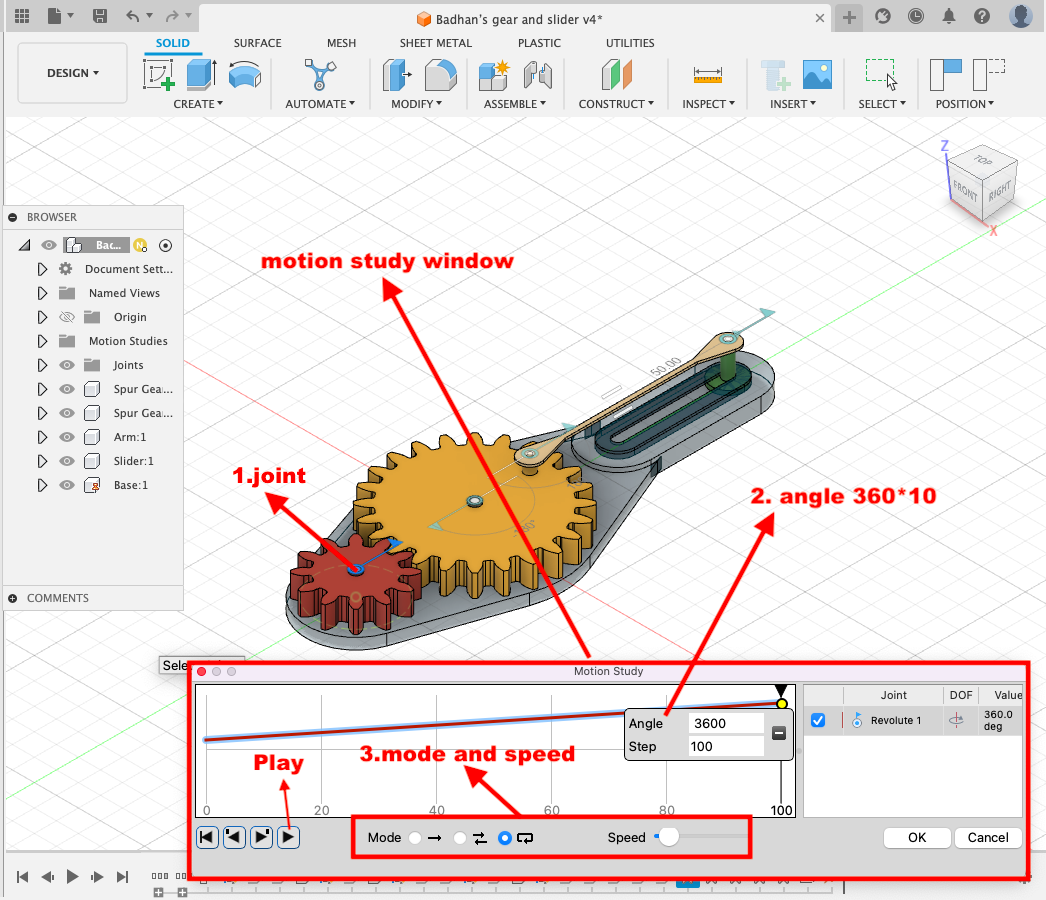 Badhan's gear and slider v4*
SOLID
SURFACE
MESH
SHEET METAL
PLASTIC
UTILITIES
DESIGN
CREATE
AUTOMATE
MODIFY
ASSEMBLE
CONSTRUCT
INSPECT
INSERT
SELECT
POSITION
Z
TOP
FRONT
RIGHT
X
BROWSER
Bac...
N
Document Sett...
Named Views
Origin
Motion Studies
Joints
Spur Gea...
Spur Gea...
Arm:1
Slider:1
Base:1
COMMENTS
motion study window
50.00
1.joint
2. angle 360*10
Motion Study
Joint
DOF
Value
Angle
3600
Step
100
Revolute 1
360.0
deg
Play
3.mode and speed
0
20
40
60
80
100
Mode
Speed
OK
Cancel